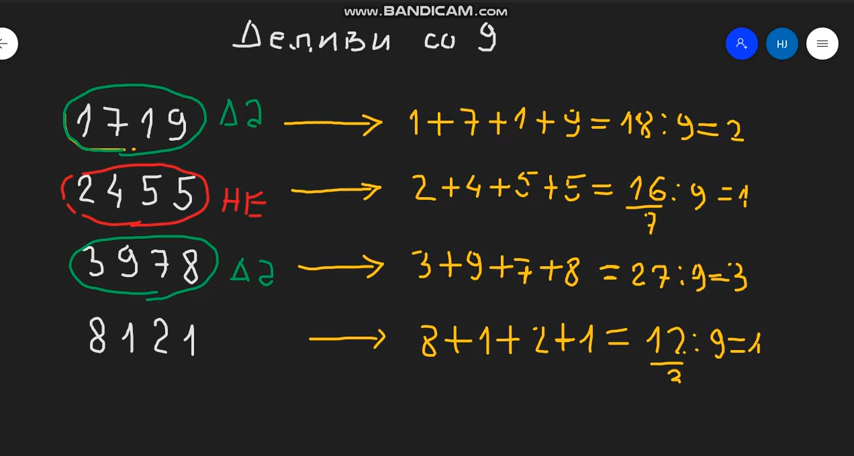 www.BANDICAM.com
Деливи со 9
HJ
1719 ДА → 1+7+1+9=18:9=2
2455 НЕ → 2+4+5+5=16:9=1
7
3978 ДА → 3+9+7+8=27:9=3
8121 → 8+1+2+1=12:9=1
3